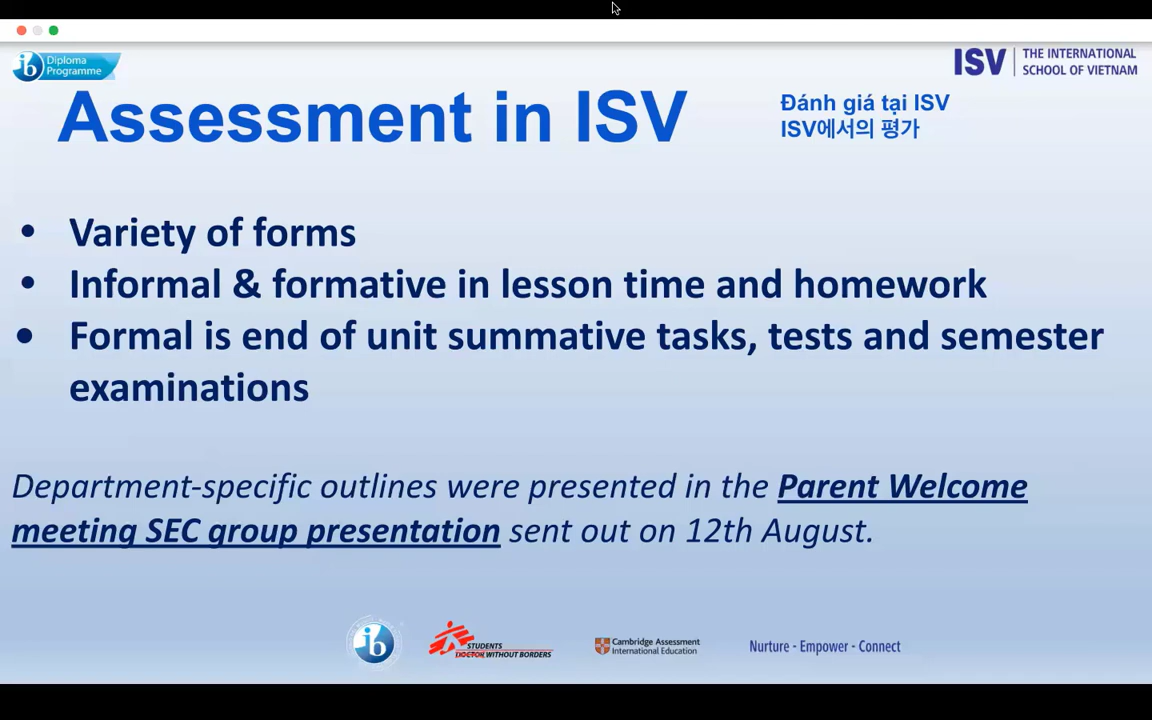 Diploma
Programme
ISV
THE INTERNATIONAL
SCHOOL OF VIETNAM
Assessment in ISV
Đánh giá tại ISV
ISV에서의 평가
• Variety of forms
• Informal & formative in lesson time and homework
• Formal is end of unit summative tasks, tests and semester
examinations
Department-specific outlines were presented in the Parent Welcome
meeting SEC group presentation sent out on 12th August.
ib
STUDENTS
DOCTOR WITHOUT BORDERS
Cambridge Assessment
International Education
Nurture - Empower - Connect